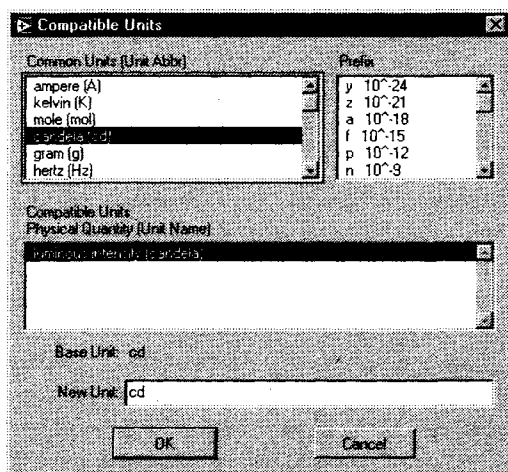 Compatible Units
Common Units (Unit Abbr)
ampere (A)
kelvin (K)
mole (mol)
candela (cd)
gram (g)
hertz (Hz)
Prefix
y 10^-24
z 10^-21
a 10^-18
f 10^-15
p 10^-12
n 10^-9
Compatible Units
Physical Quantity (Unit Name)
luminous intensity (candela)
Base Unit: cd
New Unit: cd
OK
Cancel